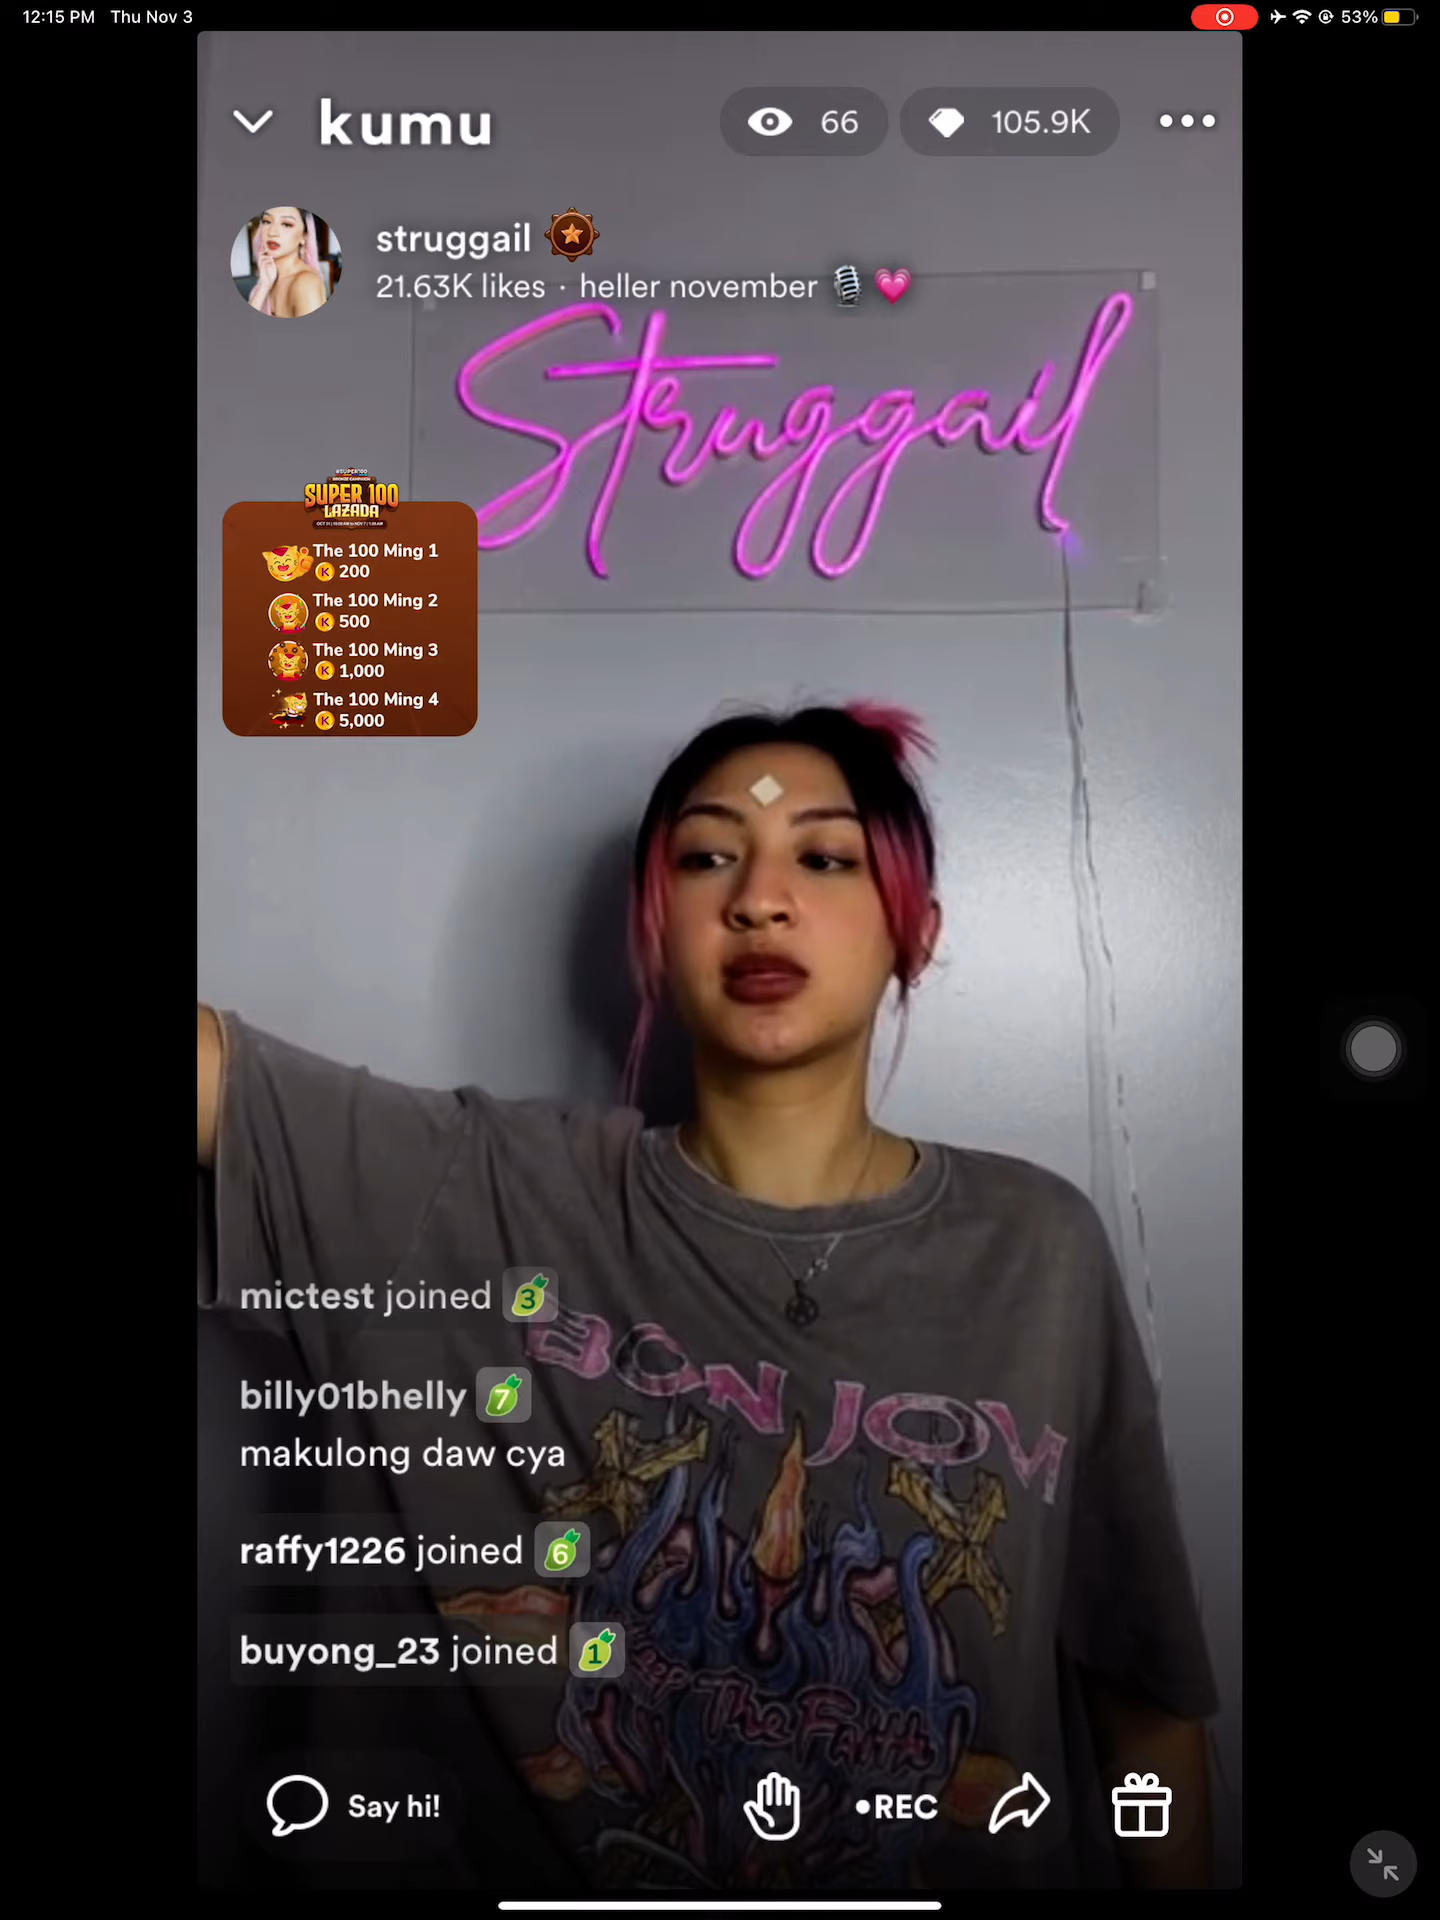 12:15 PM Thu Nov 3
53%
kumu
66
105.9K
struggail
21.63K likes · heller november
Struggail
SUPER 100
LAZADA
The 100 Ming 1
K 200
The 100 Ming 2
K 500
The 100 Ming 3
K 1,000
The 100 Ming 4
K 5,000
mictest joined 3
BON JOVI
billy01bhelly 7
makulong daw cya
raffy1226 joined 6
buyong_23 joined 1
Keep The Faith
Say hi!
•REC